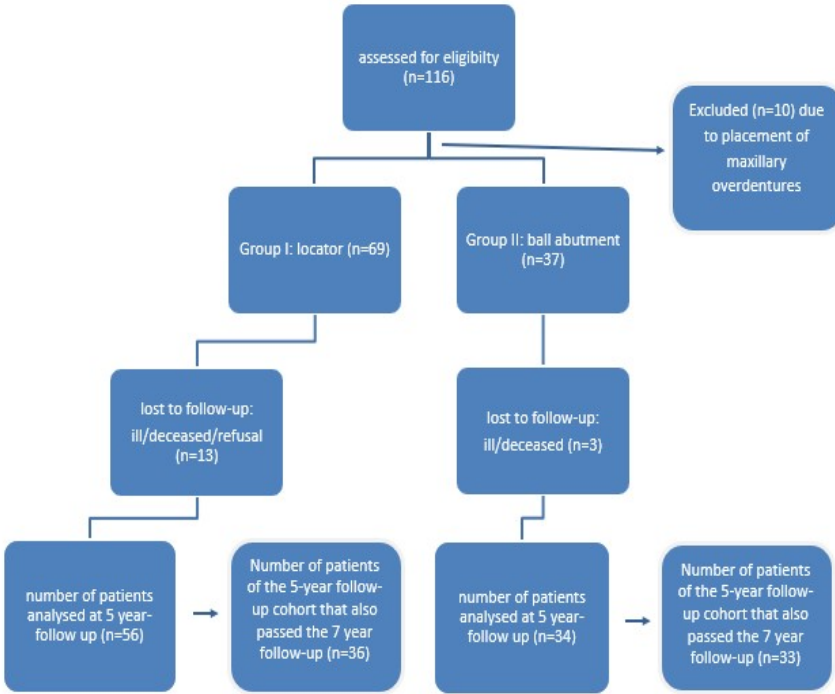 assessed for eligibilty
(n=116)
Excluded (n=10) due
to placement of
maxillary
overdentures
Group I: locator (n=69)
Group II: ball abutment
(n=37)
lost to follow-up:
ill/deceased/refusal
(n=13)
lost to follow-up:
ill/deceased (n=3)
number of patients
analysed at 5 year-
follow up (n=56)
Number of patients
of the 5-year follow-
up cohort that also
passed the 7 year
follow-up (n=36)
number of patients
analysed at 5 year-
follow up (n=34)
Number of patients
of the 5-year follow-
up cohort that also
passed the 7 year
follow-up (n=33)